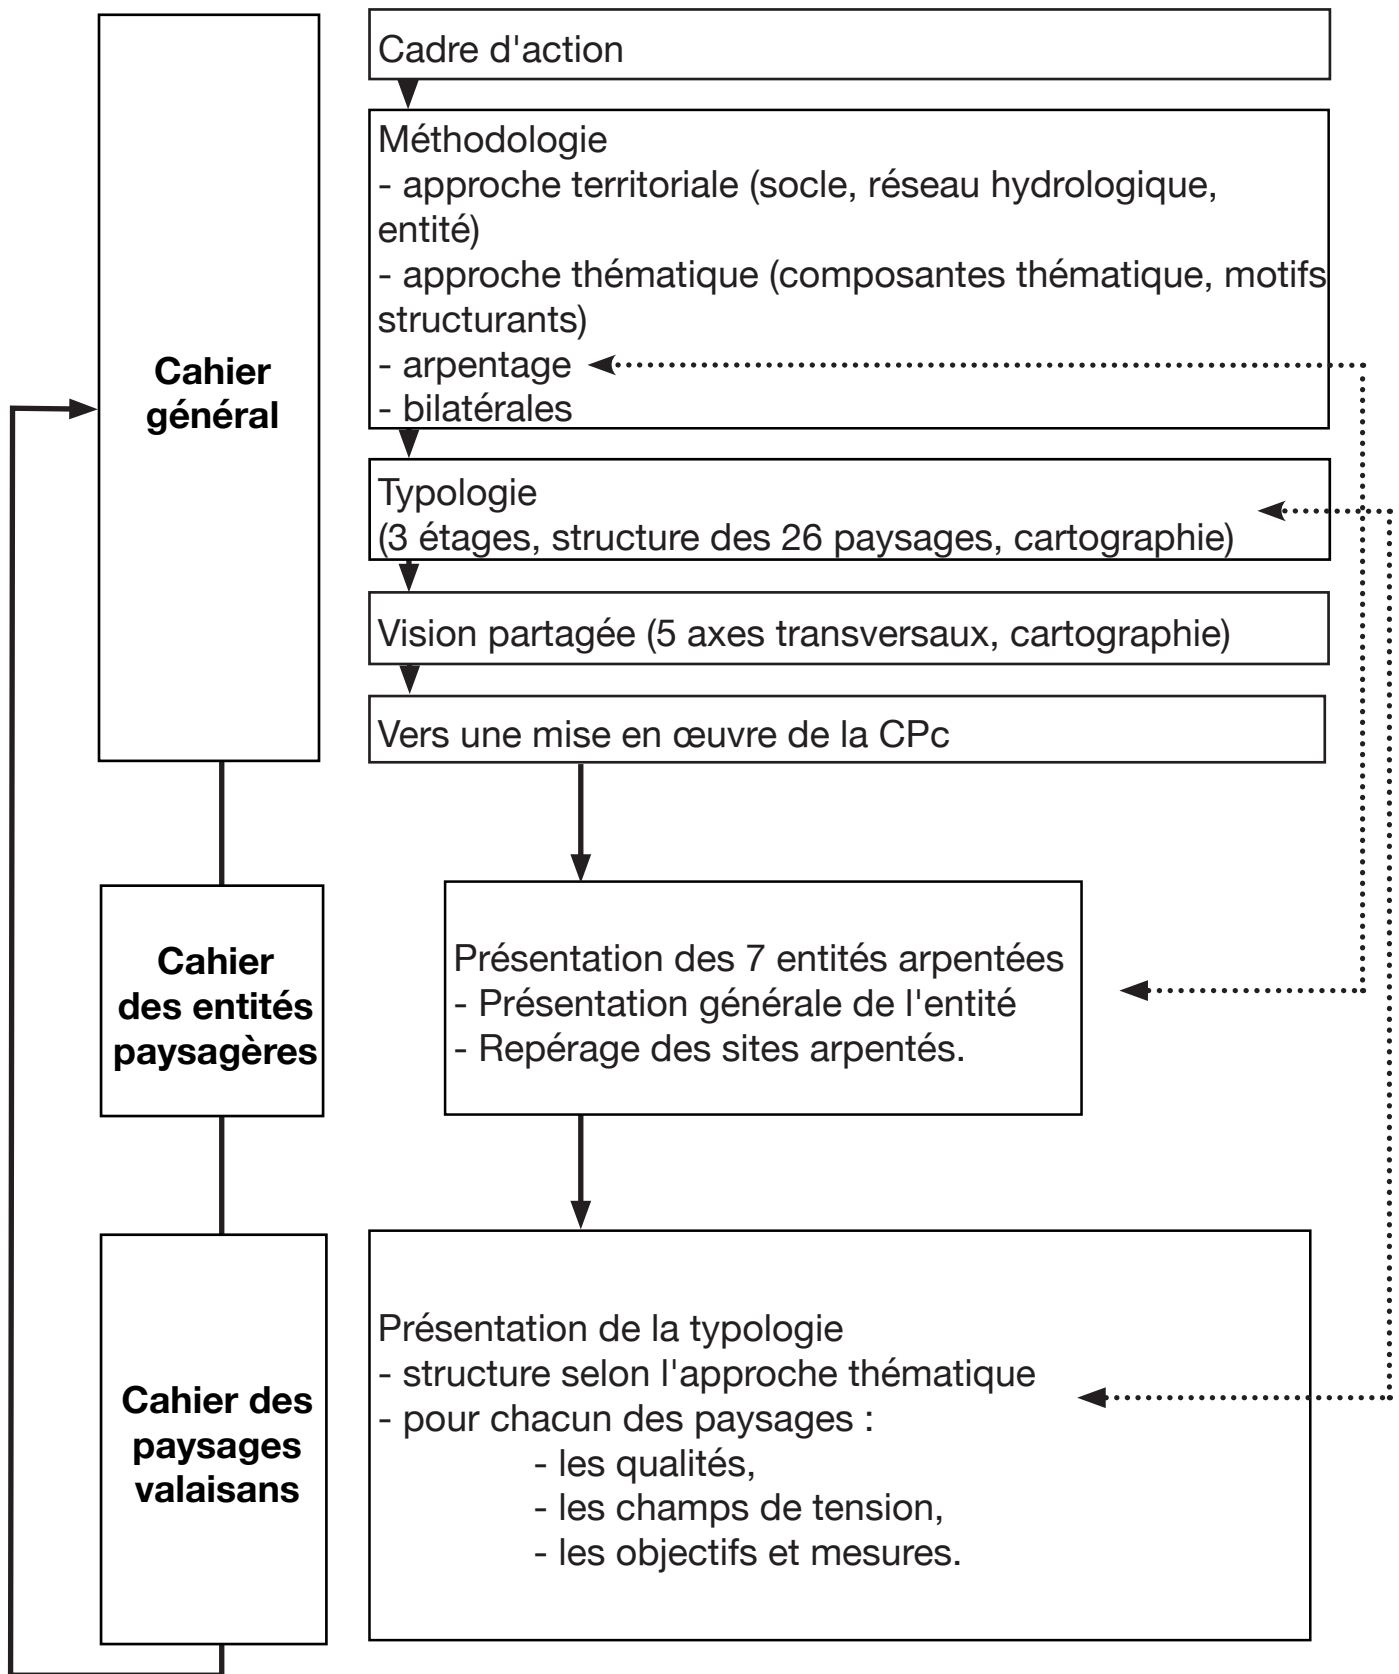 Cahier
général
Cadre d'action
Méthodologie
- approche territoriale (socle, réseau hydrologique,
entité)
- approche thématique (composantes thématique, motifs
structurants)
- arpentage
- bilatérales
Typologie
(3 étages, structure des 26 paysages, cartographie)
Vision partagée (5 axes transversaux, cartographie)
Vers une mise en œuvre de la CPc
Cahier
des entités
paysagères
Présentation des 7 entités arpentées
- Présentation générale de l'entité
- Repérage des sites arpentés.
Cahier des
paysages
valaisans
Présentation de la typologie
- structure selon l'approche thématique
- pour chacun des paysages :
- les qualités,
- les champs de tension,
- les objectifs et mesures.